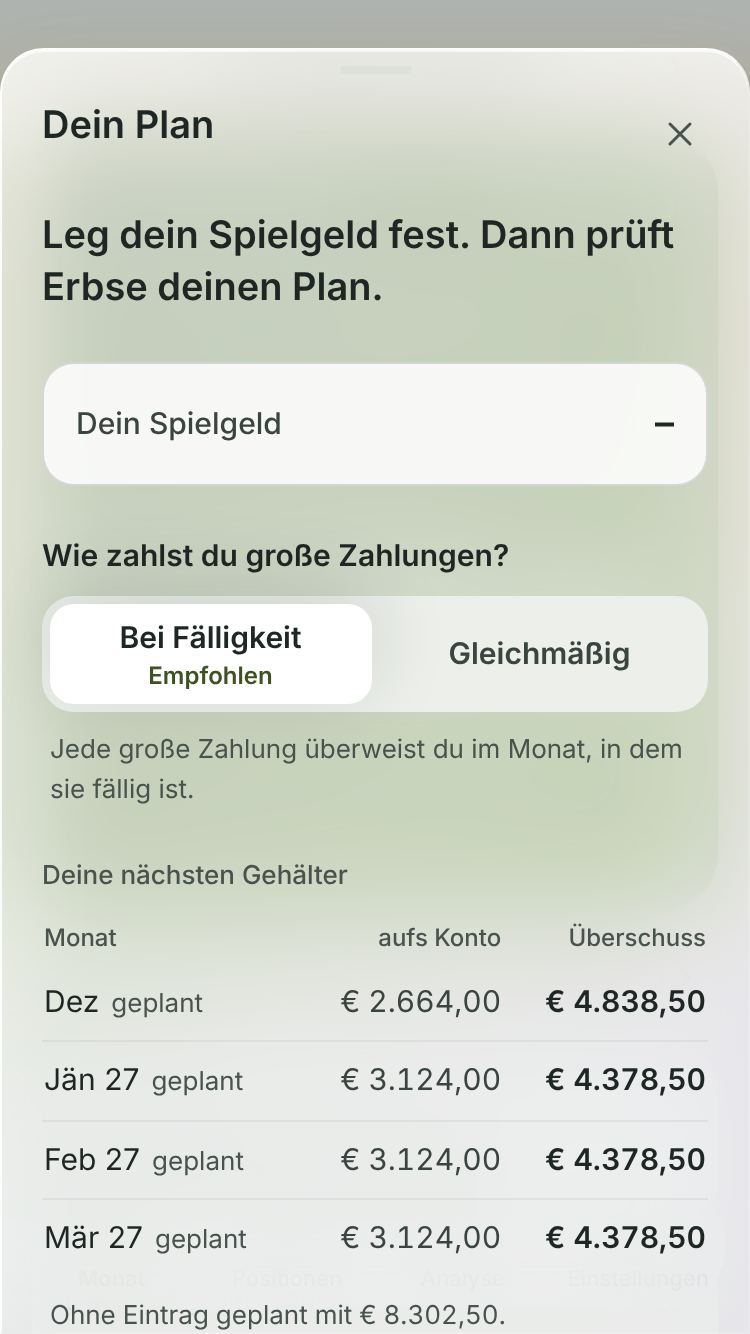 Dein Plan
Leg dein Spielgeld fest. Dann prüft
Erbse deinen Plan.
Dein Spielgeld –
Wie zahlst du große Zahlungen?
Bei Fälligkeit
Empfohlen
Gleichmäßig
Jede große Zahlung überweist du im Monat, in dem
sie fällig ist.
Deine nächsten Gehälter
Monat aufs Konto Überschuss
Dez geplant € 2.664,00 € 4.838,50
Jän 27 geplant € 3.124,00 € 4.378,50
Feb 27 geplant € 3.124,00 € 4.378,50
Mär 27 geplant € 3.124,00 € 4.378,50
Monat Positionen Analyse Einstellungen
Ohne Eintrag geplant mit € 8.302,50.